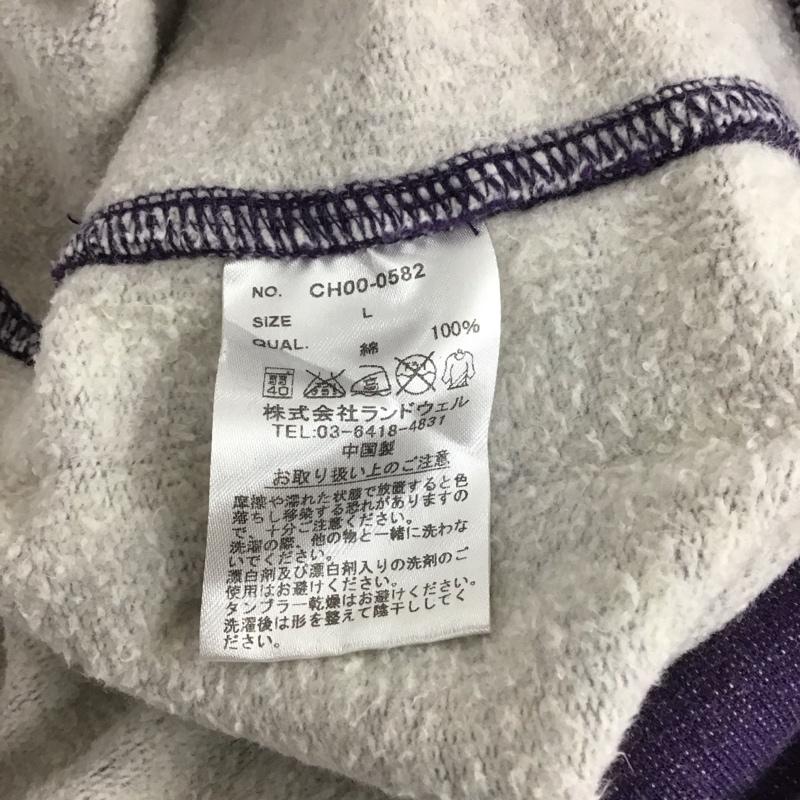 NO. CH00-0582
SIZE L
QUAL. 100%
綿
40
株式会社ランドウェル
TEL:03-6418-4831
中国製
お取り扱い上のご注意
摩擦や濡れた状態で放置すると色
落ちし移染する恐れがありますの
で、十分ご注意ください。
洗濯の際、他の物と一緒に洗わな
いでください。
漂白剤及び漂白剤入りの洗剤のご
使用はお避けください。
タンブラー乾燥はお避けください。
洗濯後は形を整えて陰干ししてく
ださい。